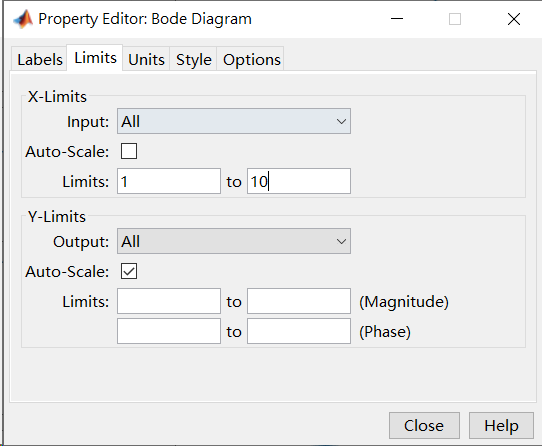 Property Editor: Bode Diagram
Labels Limits Units Style Options
X-Limits
Input: All
Auto-Scale:
Limits: 1 to 10
Y-Limits
Output: All
Auto-Scale:
Limits: to (Magnitude)
to (Phase)
Close Help